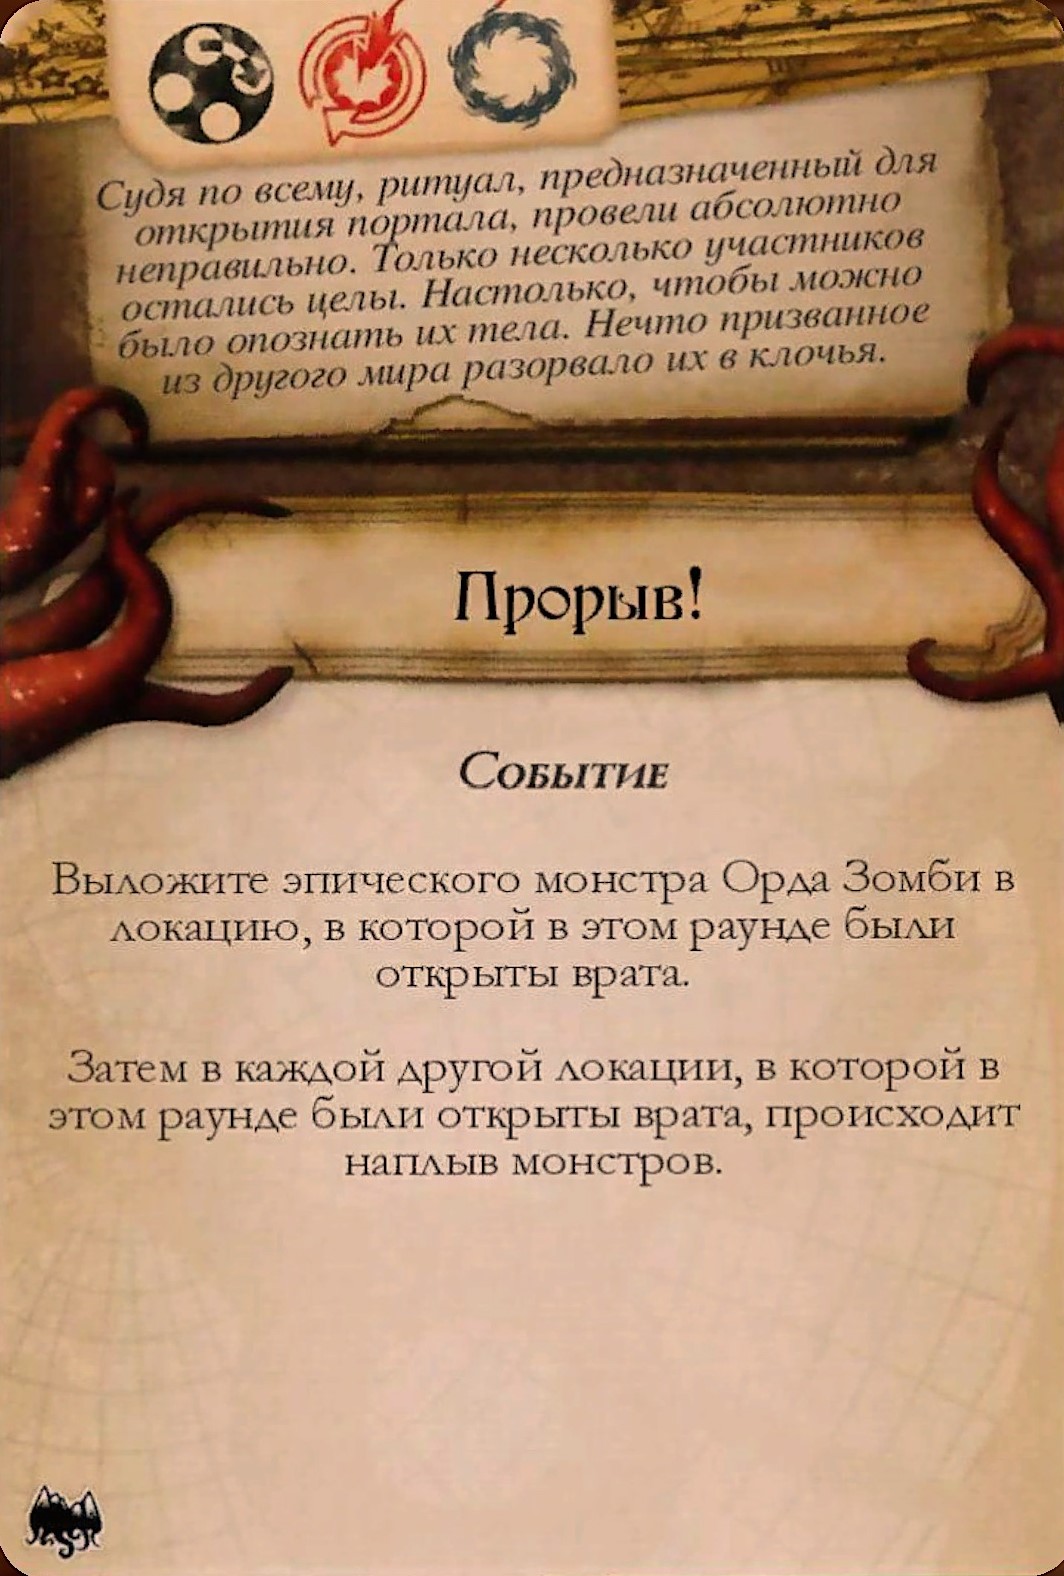 Судя по всему, ритуал, предназначенный для
открытия портала, провели абсолютно
неправильно. Только несколько участников
остались целы. Настолько, чтобы можно
было опознать их тела. Нечто призванное
из другого мира разорвало их в клочья.
Прорыв!
Событие
Выложите эпического монстра Орда Зомби в
локацию, в которой в этом раунде были
открыты врата.
Затем в каждой другой локации, в которой в
этом раунде были открыты врата, происходит
наплыв монстров.